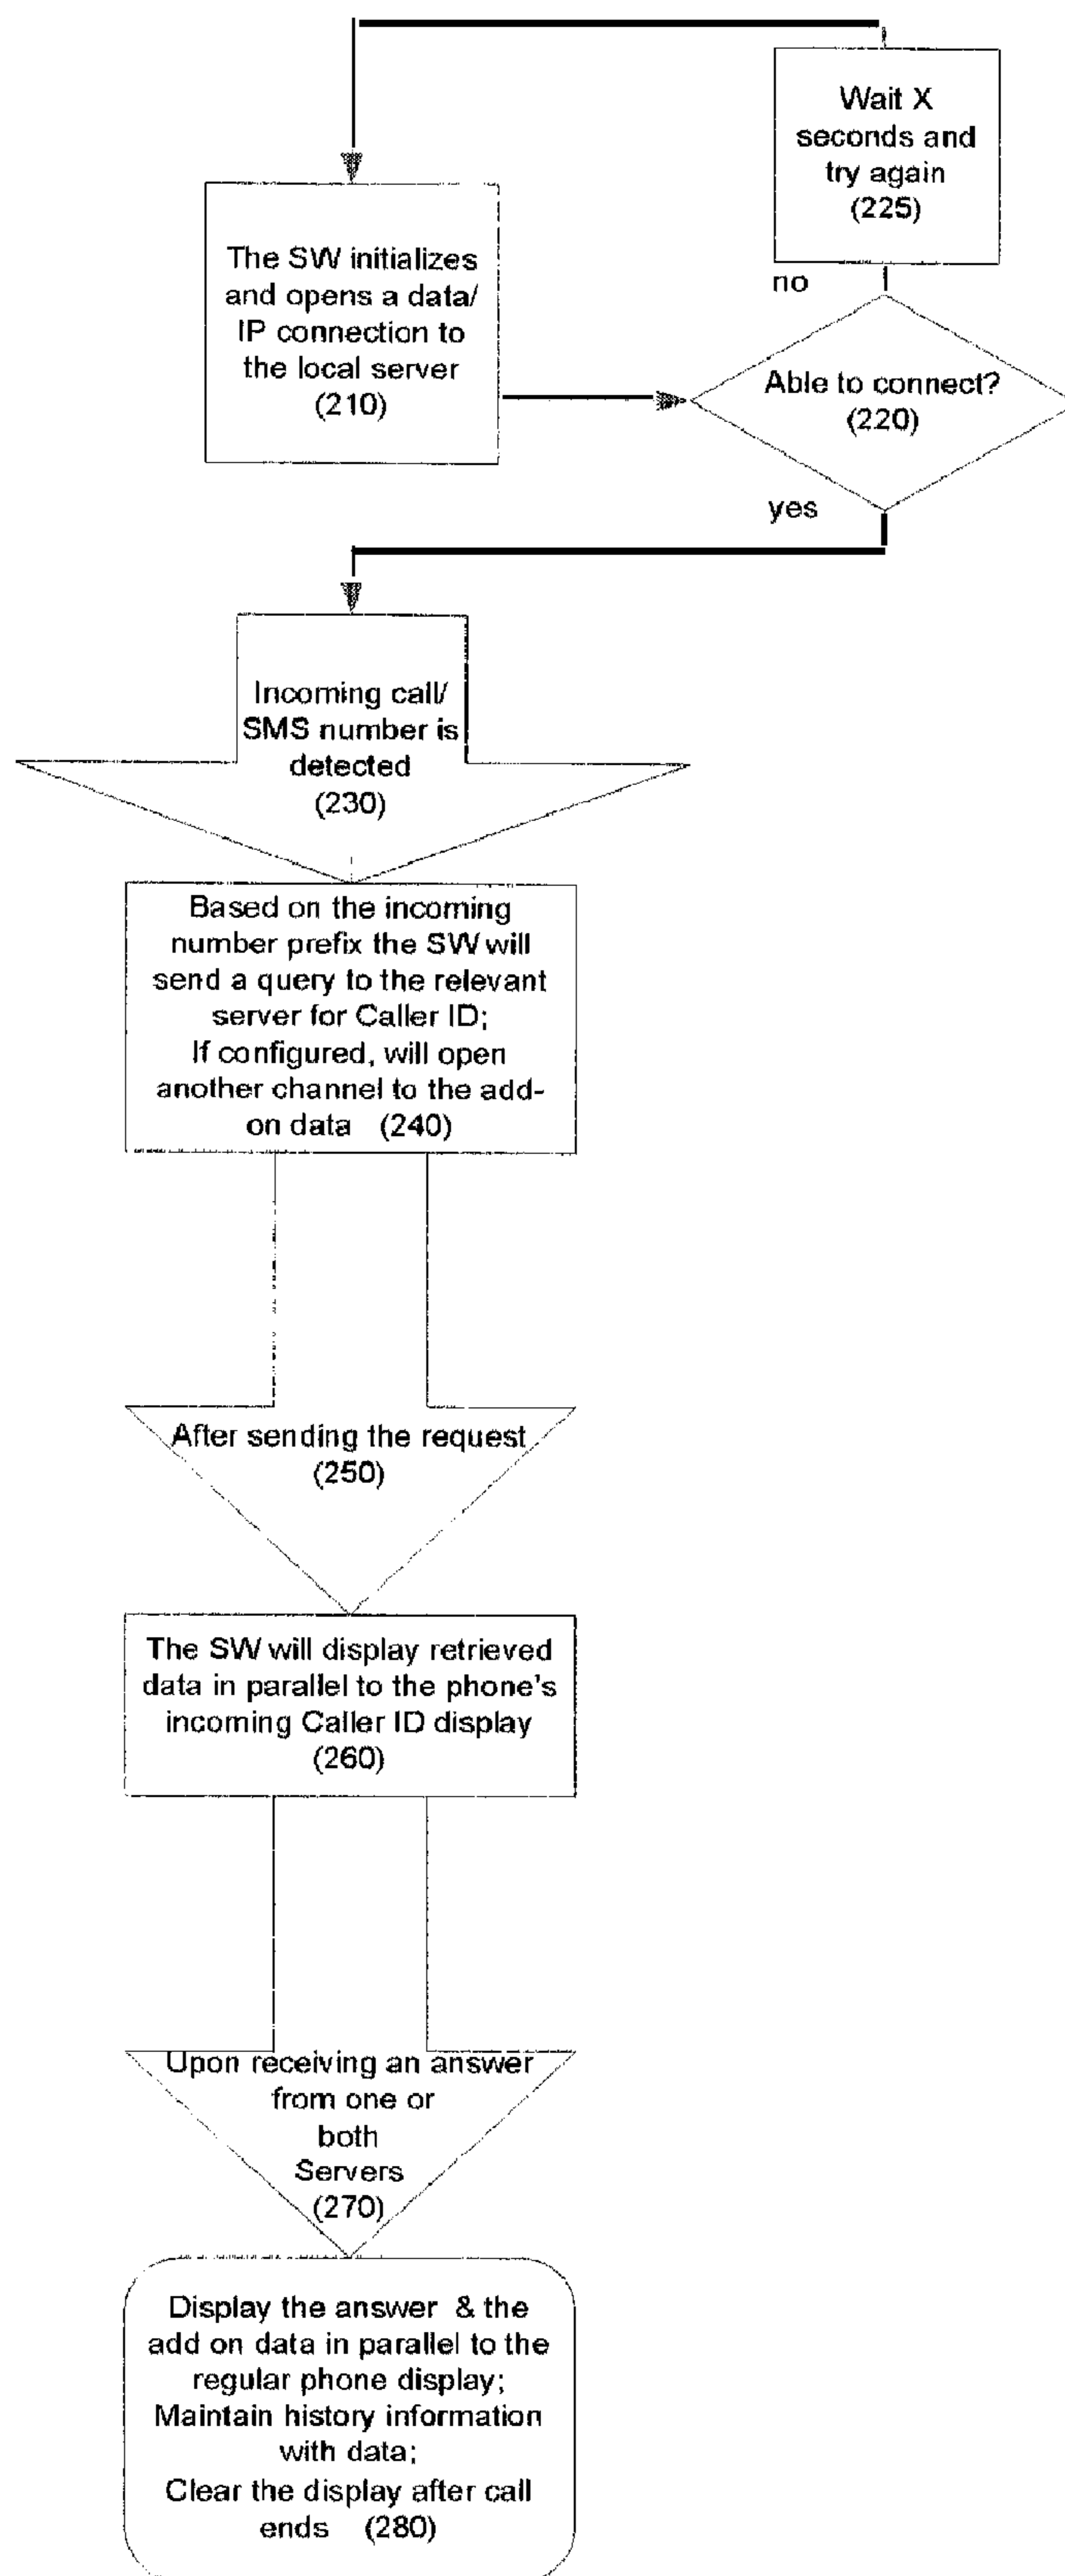 Wait X
seconds and
try again
(225)
The SW initializes
and opens a data/
IP connection to
the local server
(210)
no
Able to connect?
(220)
yes
Incoming call/
SMS number is
detected
(230)
Based on the incoming
number prefix the SW will
send a query to the relevant
server for Caller ID;
If configured, will open
another channel to the add-
on data (240)
After sending the request
(250)
The SW will display retrieved
data in parallel to the phone's
incoming Caller ID display
(260)
Upon receiving an answer
from one or
both
Servers
(270)
Display the answer & the
add on data in parallel to the
regular phone display;
Maintain history information
with data;
Clear the display after call
ends (280)